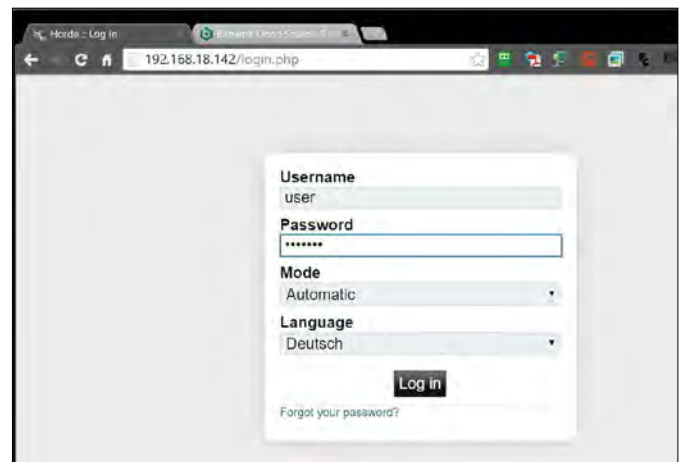 Horde :: Log in
192.168.18.142/login.php
Username
user
Password
•••••••
Mode
Automatic
Language
Deutsch
Log in
Forgot your password?